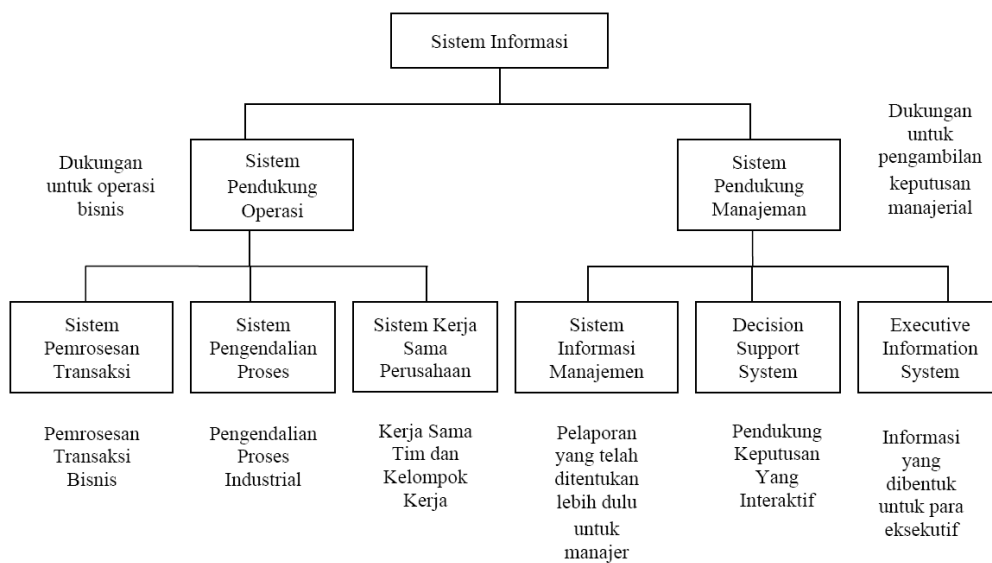 Sistem Informasi
Dukungan
untuk operasi
bisnis
Sistem
Pendukung
Operasi
Sistem
Pendukung
Manajeman
Dukungan
untuk
pengambilan
keputusan
manajerial
Sistem
Pemrosesan
Transaksi
Sistem
Pengendalian
Proses
Sistem Kerja
Sama
Perusahaan
Sistem
Informasi
Manajemen
Decision
Support
System
Executive
Information
System
Pemrosesan
Transaksi
Bisnis
Pengendalian
Proses
Industrial
Kerja Sama
Tim dan
Kelompok
Kerja
Pelaporan
yang telah
ditentukan
lebih dulu
untuk
manajer
Pendukung
Keputusan
Yang
Interaktif
Informasi
yang
dibentuk
untuk para
eksekutif